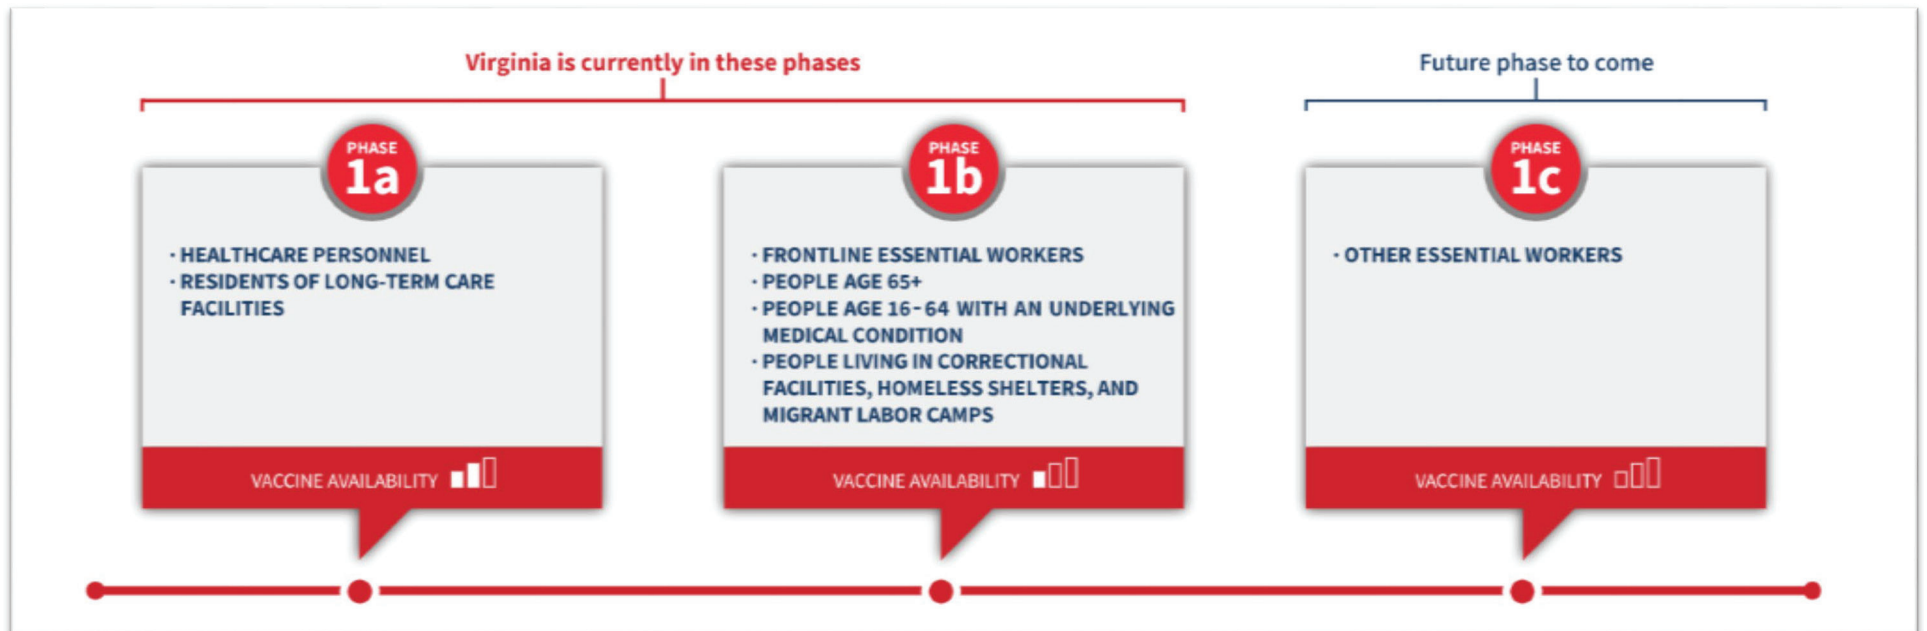 Virginia is currently in these phases
Future phase to come
PHASE
1a
· HEALTHCARE PERSONNEL
· RESIDENTS OF LONG-TERM CARE
FACILITIES
VACCINE AVAILABILITY
PHASE
1b
· FRONTLINE ESSENTIAL WORKERS
· PEOPLE AGE 65+
· PEOPLE AGE 16-64 WITH AN UNDERLYING
MEDICAL CONDITION
· PEOPLE LIVING IN CORRECTIONAL
FACILITIES, HOMELESS SHELTERS, AND
MIGRANT LABOR CAMPS
VACCINE AVAILABILITY
PHASE
1c
· OTHER ESSENTIAL WORKERS
VACCINE AVAILABILITY